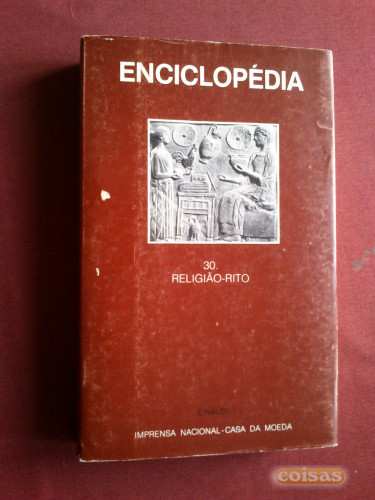 ENCICLOPÉDIA
30.
RELIGIÃO-RITO
EINAUDI
IMPRENSA NACIONAL-CASA DA MOEDA
coisas